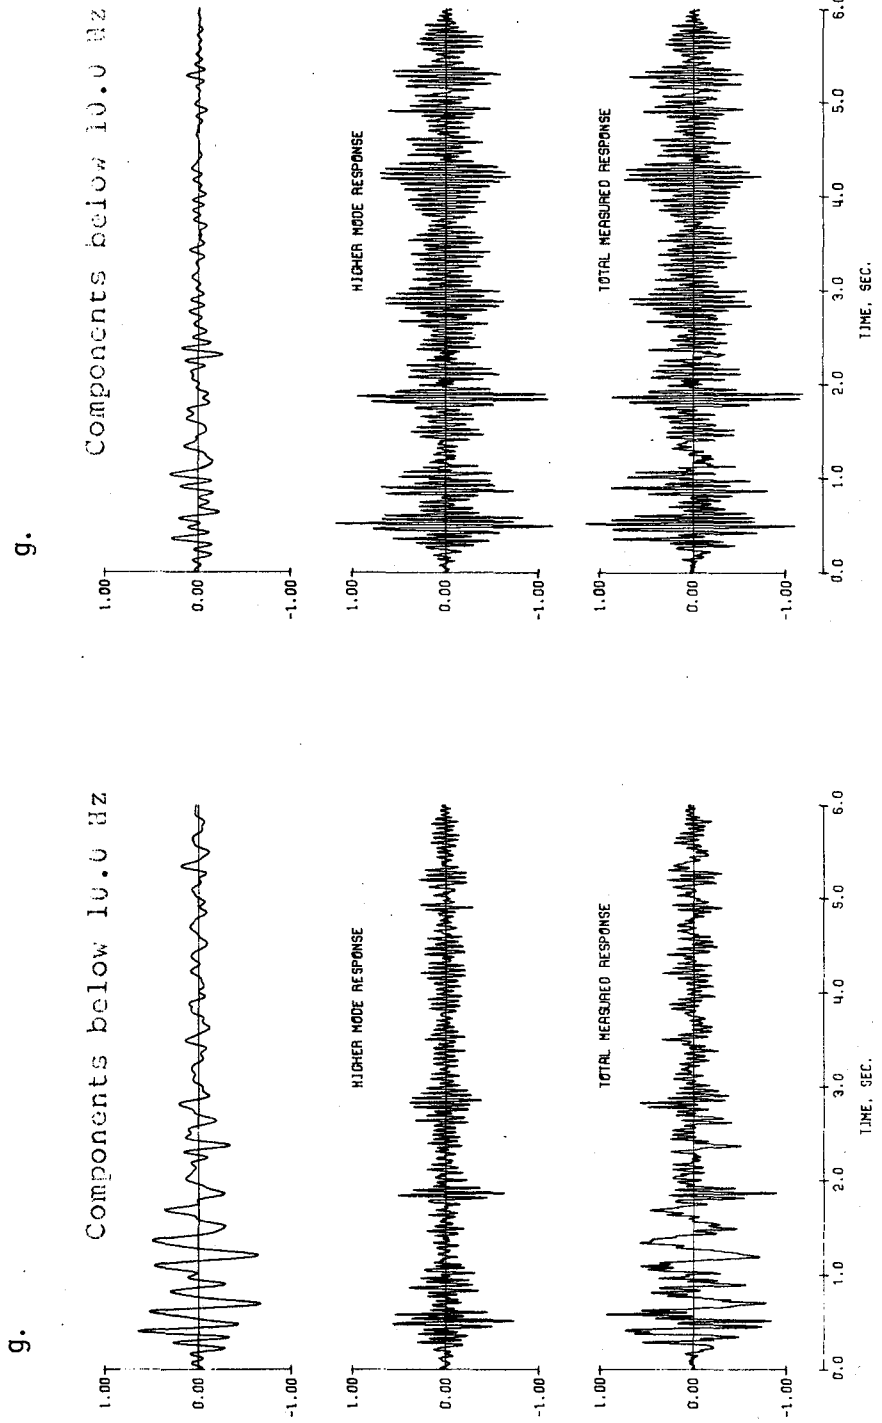 g.
Components below 10.0 Hz
1.00
0.00
-1.00
HIGHER MODE RESPONSE
1.00
0.00
-1.00
TOTAL MEASURED RESPONSE
1.00
0.00
-1.00
0.0 1.0 2.0 3.0 4.0 5.0 6.0
TIME, SEC.
g.
Components below 10.0 Hz
1.00
0.00
-1.00
HIGHER MODE RESPONSE
1.00
0.00
-1.00
TOTAL MEASURED RESPONSE
1.00
0.00
-1.00
0.0 1.0 2.0 3.0 4.0 5.0 6.0
TIME, SEC.